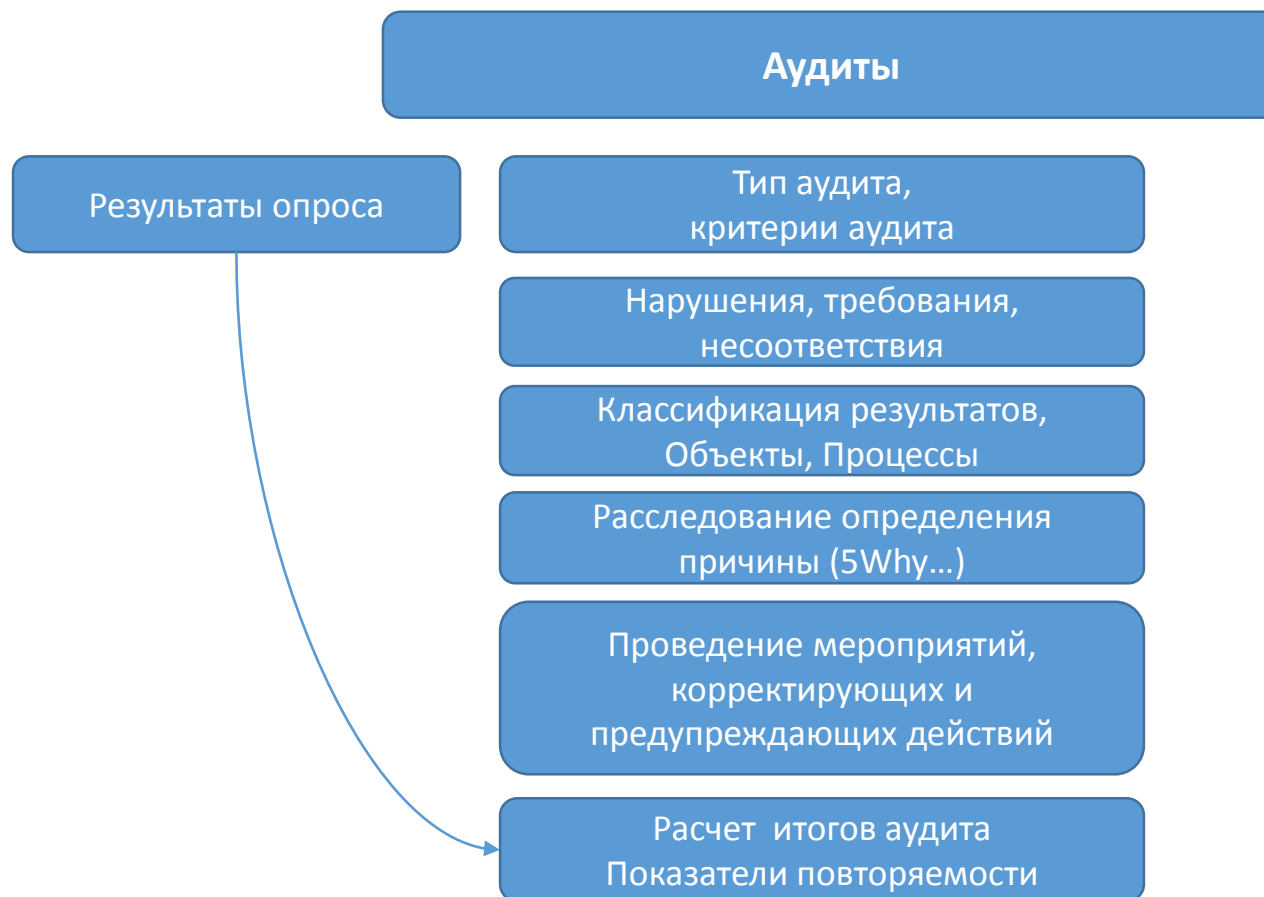 Аудиты
Результаты опроса
Тип аудита,
критерии аудита
Нарушения, требования,
несоответствия
Классификация результатов,
Объекты, Процессы
Расследование определения
причины (5Why…)
Проведение мероприятий,
корректирующих и
предупреждающих действий
Расчет  итогов аудита
Показатели повторяемости